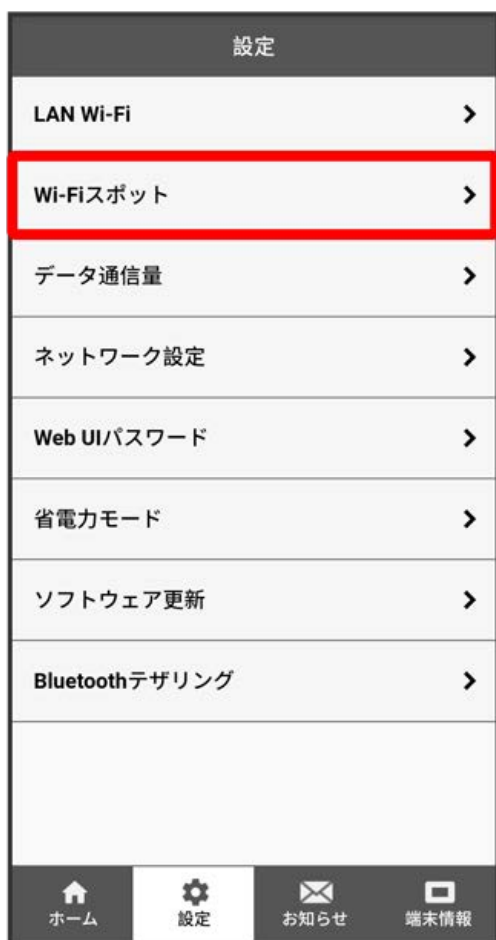 設定
LAN Wi-Fi
Wi-Fiスポット
データ通信量
ネットワーク設定
Web UIパスワード
省電力モード
ソフトウェア更新
Bluetoothテザリング
ホーム 設定 お知らせ 端末情報